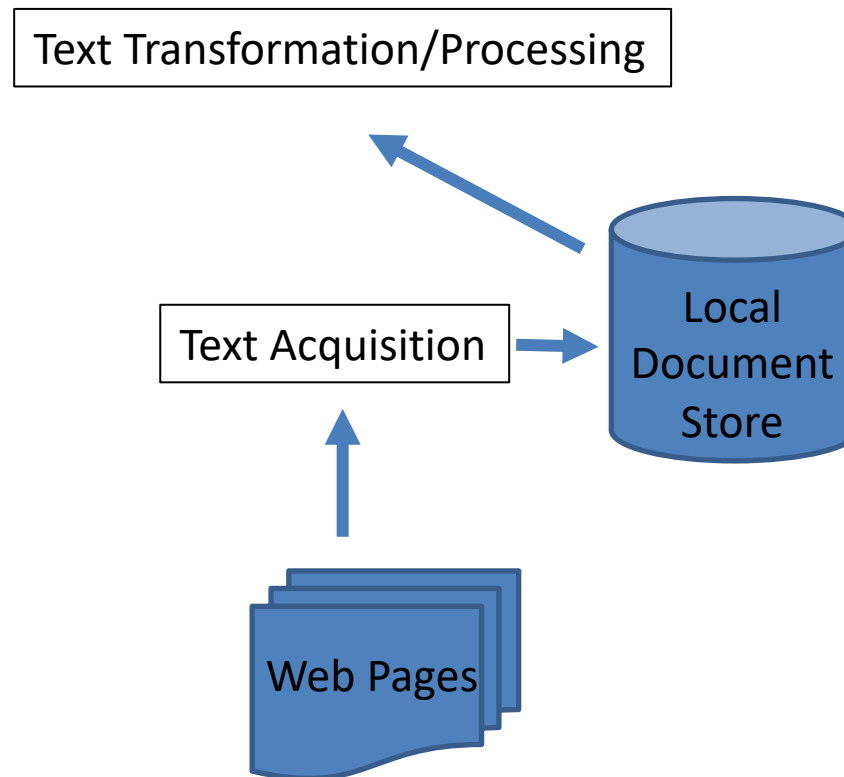 Text Transformation/Processing
Local
Document
Store
Text Acquisition
Web Pages